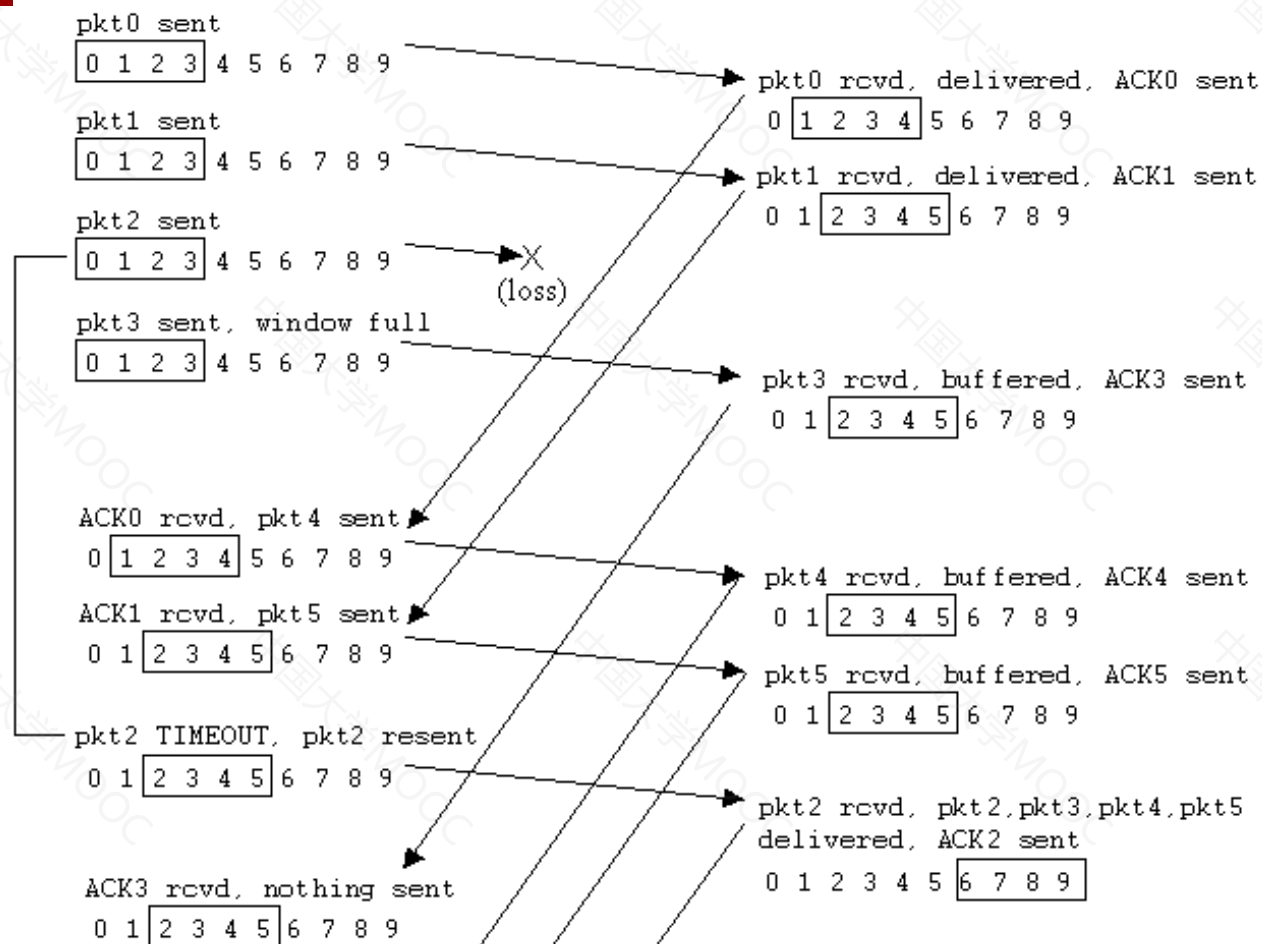 pkt0 sent
0 1 2 3 4 5 6 7 8 9
pkt0 rcvd, delivered, ACK0 sent
0 1 2 3 4 5 6 7 8 9
pkt1 sent
0 1 2 3 4 5 6 7 8 9
pkt1 rcvd, delivered, ACK1 sent
0 1 2 3 4 5 6 7 8 9
pkt2 sent
0 1 2 3 4 5 6 7 8 9
X
(loss)
pkt3 sent, window full
0 1 2 3 4 5 6 7 8 9
pkt3 rcvd, buffered, ACK3 sent
0 1 2 3 4 5 6 7 8 9
ACK0 rcvd, pkt4 sent
0 1 2 3 4 5 6 7 8 9
pkt4 rcvd, buffered, ACK4 sent
0 1 2 3 4 5 6 7 8 9
ACK1 rcvd, pkt5 sent
0 1 2 3 4 5 6 7 8 9
pkt5 rcvd, buffered, ACK5 sent
0 1 2 3 4 5 6 7 8 9
pkt2 TIMEOUT, pkt2 resent
0 1 2 3 4 5 6 7 8 9
pkt2 rcvd, pkt2,pkt3,pkt4,pkt5
delivered, ACK2 sent
0 1 2 3 4 5 6 7 8 9
ACK3 rcvd, nothing sent
0 1 2 3 4 5 6 7 8 9
中国大学MOOC